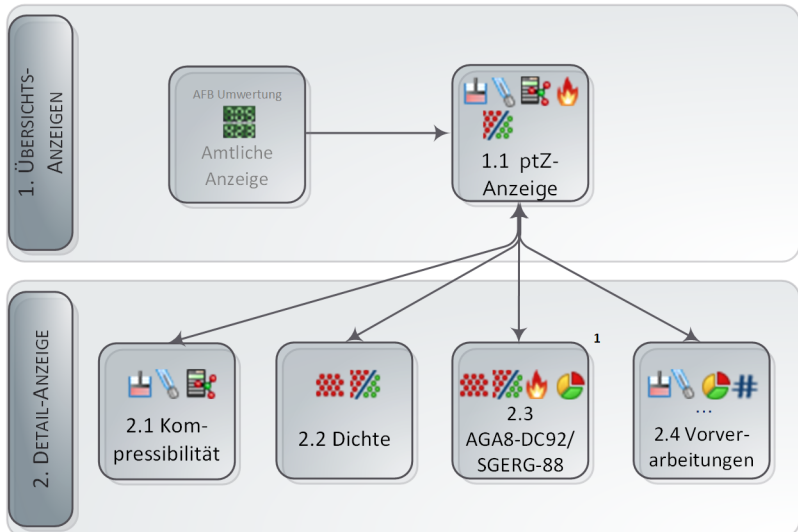 1. ÜBERSICHTS-
ANZEIGEN
AFB Umwertung
Amtliche
Anzeige
1.1 ptZ-
Anzeige
2. DETAIL-ANZEIGE
2.1 Kom-
pressibilität
2.2 Dichte
1
2.3
AGA8-DC92/
SGERG-88
...
2.4 Vorver-
arbeitungen